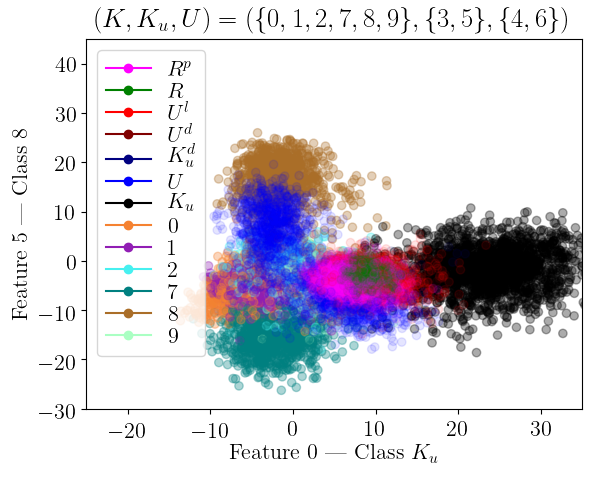 (K, K_u, U) = ({0, 1, 2, 7, 8, 9}, {3, 5}, {4, 6})
R^p
R
U^l
U^d
K_u^d
U
K_u
0
1
2
7
8
9
40
30
20
10
0
−10
−20
−30
Feature 5 — Class 8
−20
−10
0
10
20
30
Feature 0 — Class K_u